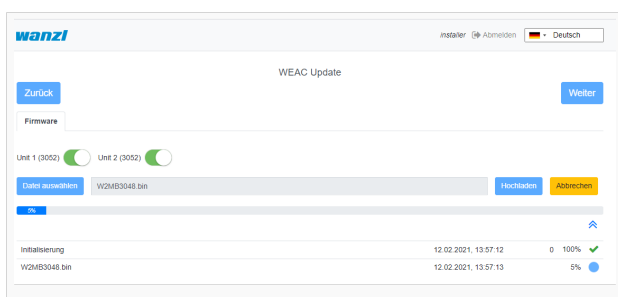 wanzl
installer Abmelden Deutsch
WEAC Update
Zurück Weiter
Firmware
Unit 1 (3052) Unit 2 (3052)
Datei auswählen W2MB3048.bin Hochladen Abbrechen
5%
Initialisierung 12.02.2021, 13:57:12 0 100%
W2MB3048.bin 12.02.2021, 13:57:13 5%